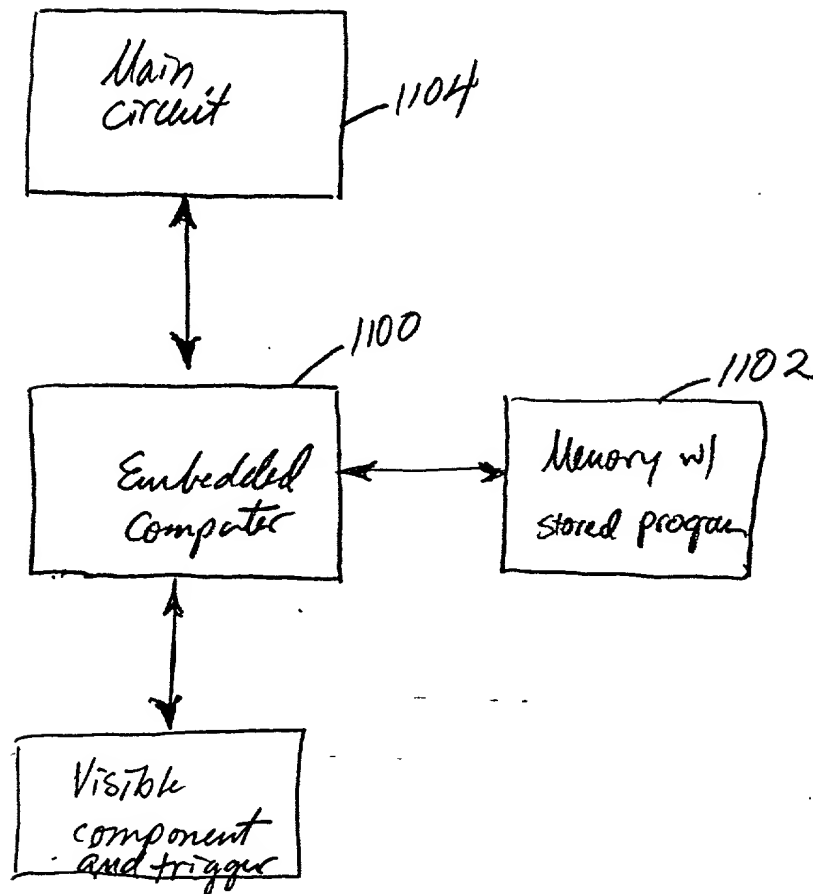 Main
circuit
1104
1100
1102
Embedded
Computer
Memory w/
stored program
Visible
component
and trigger